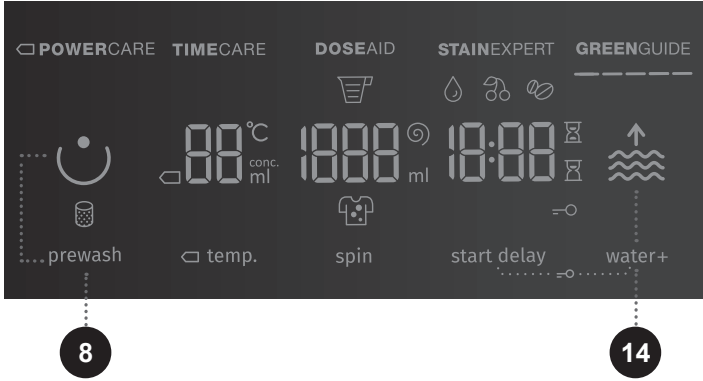 POWERCARE TIMECARE DOSEAID STAINEXPERT GREENGUIDE
88 °C 1888 18:88
conc.
ml ml
prewash temp. spin start delay water+
8 14